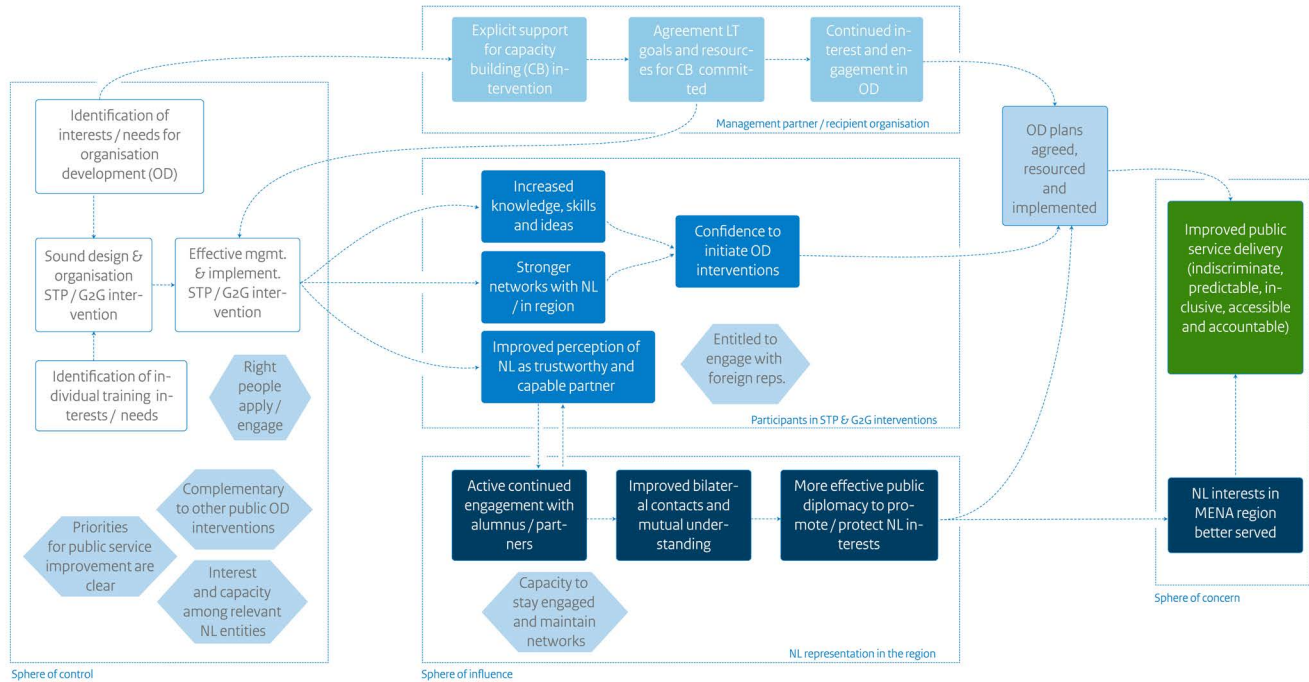 Identification of
interests / needs for
organisation
development (OD)
Sound design &
organisation
STP / G2G inter-
vention
Effective mgmt.
& implement.
STP / G2G inter-
vention
Identification of in-
dividual training in-
terests / needs
Right
people
apply /
engage
Complementary
to other public OD
interventions
Priorities
for public service
improvement are
clear
Interest
and capacity
among relevant
NL entities
Sphere of control
Explicit support
for capacity
building (CB) in-
tervention
Agreement LT
goals and resourc-
es for CB commit-
ted
Continued in-
terest and en-
gagement in
OD
Management partner / recipient organisation
Increased
knowledge, skills
and ideas
Stronger
networks with NL
/ in region
Improved perception of
NL as trustworthy and
capable partner
Confidence to
initiate OD
interventions
Entitled to
engage with
foreign reps.
Participants in STP & G2G interventions
Active continued
engagement with
alumnus / part-
ners
Improved bilater-
al contacts and
mutual under-
standing
More effective public
diplomacy to pro-
mote / protect NL in-
terests
Capacity to
stay engaged
and maintain
networks
NL representation in the region
Sphere of influence
OD plans
agreed,
resourced
and
implemented
Improved public
service delivery
(indiscriminate,
predictable, in-
clusive, accessible
and accountable)
NL interests in
MENA region
better served
Sphere of concern